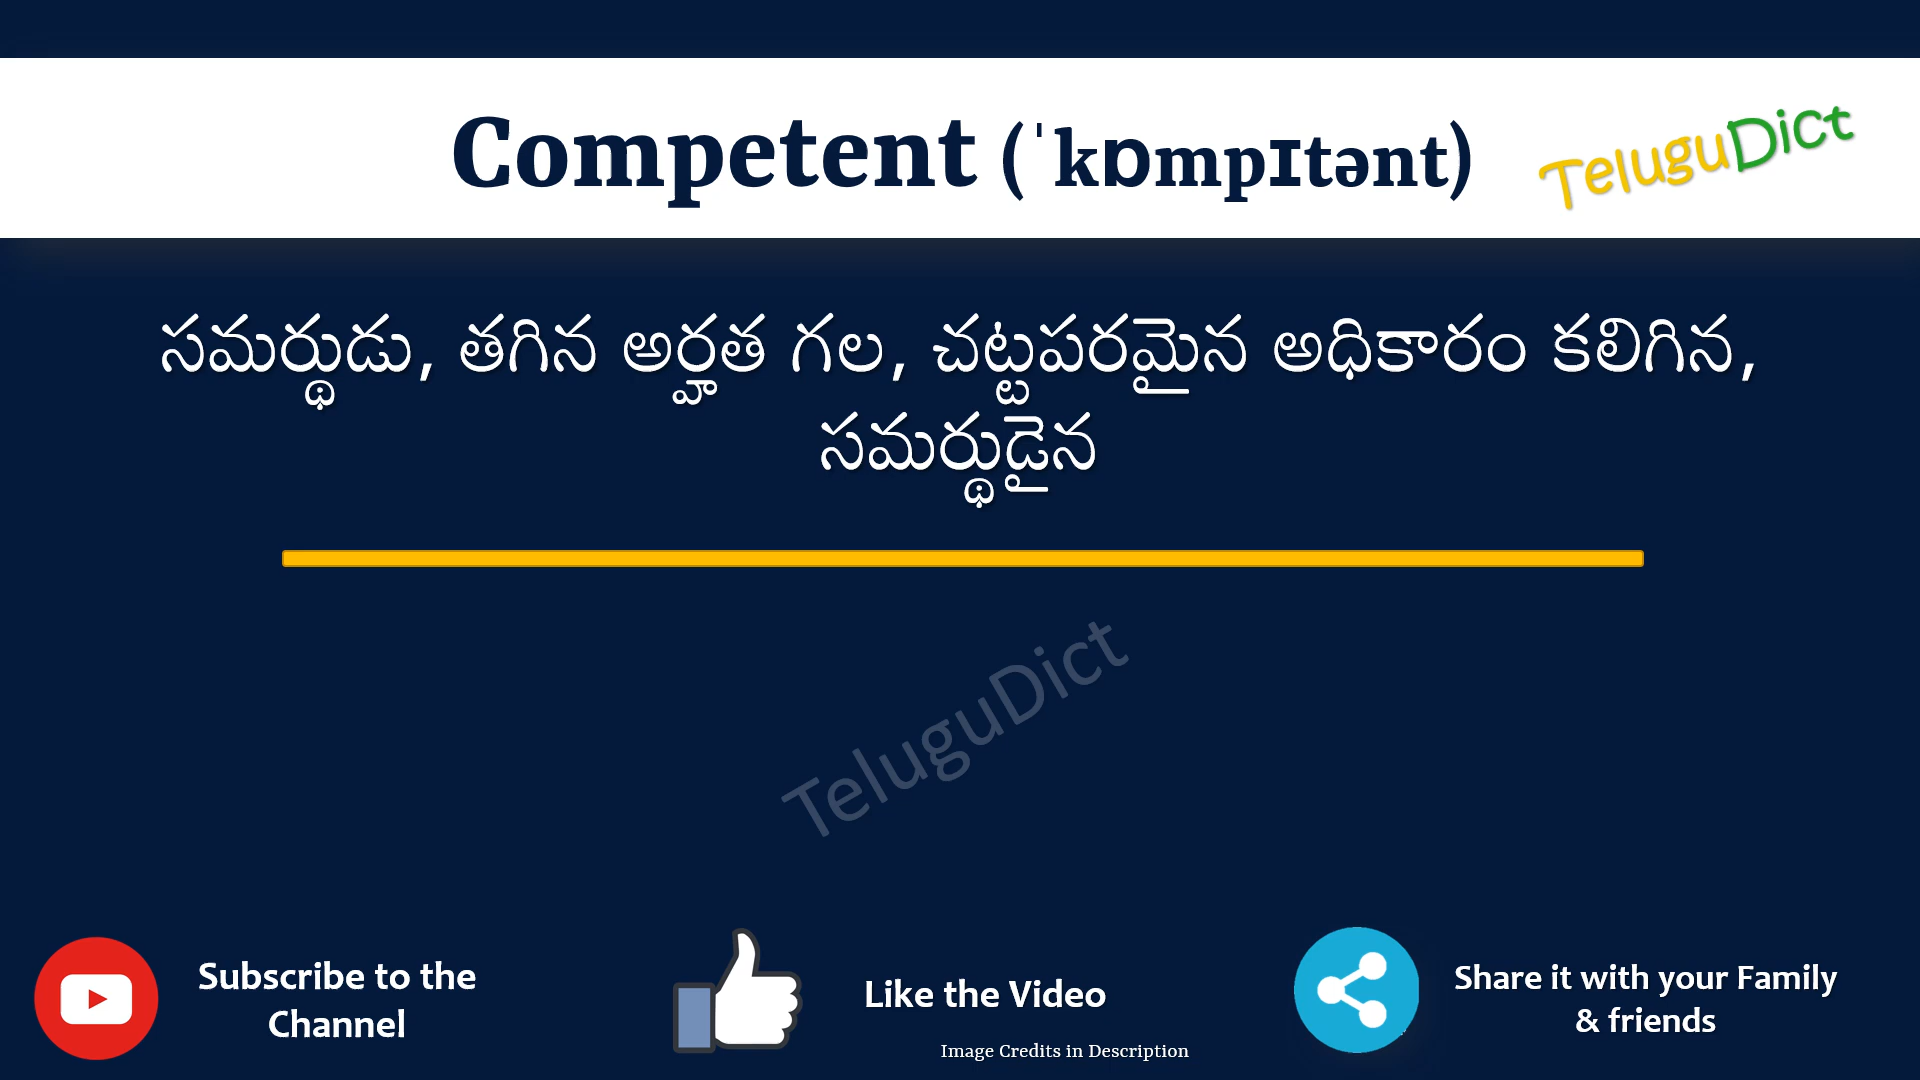 Competent (ˈkɒmpɪtənt)
TeluguDict
సమర్థుడు, తగిన అర్హత గల, చట్టపరమైన అధికారం కలిగిన,
సమర్థుడైన
TeluguDict
Subscribe to the
Channel
Like the Video
Share it with your Family
& friends
Image Credits in Description